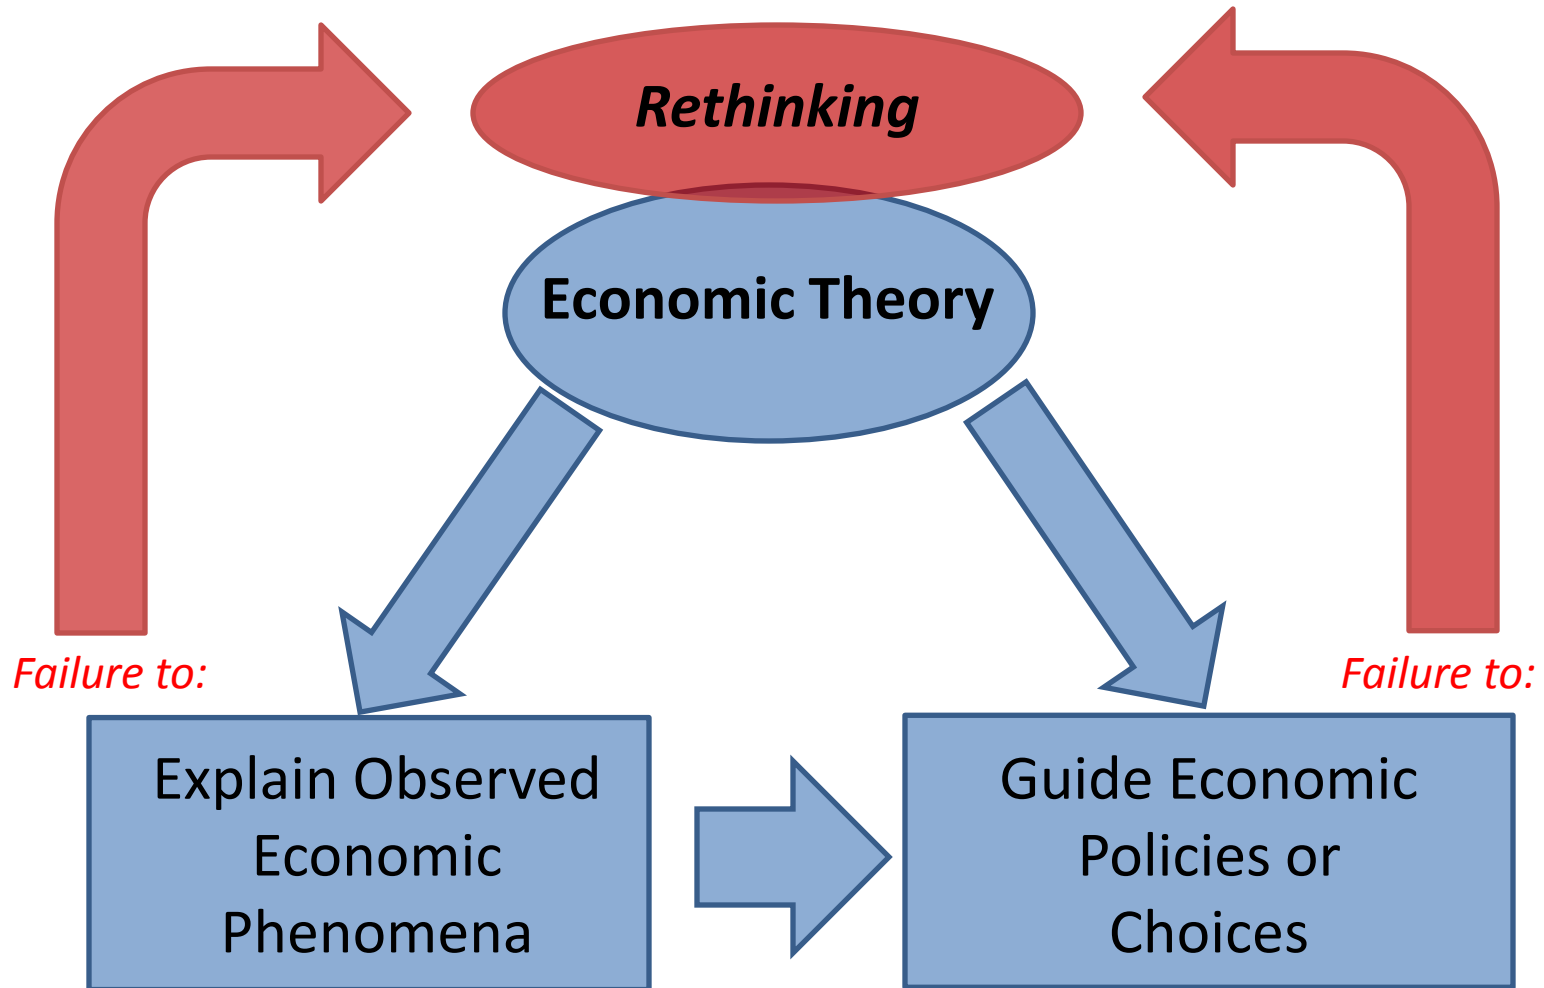 Rethinking
Economic Theory
Failure to:
Failure to:
Explain Observed
Economic
Phenomena
Guide Economic
Policies or
Choices